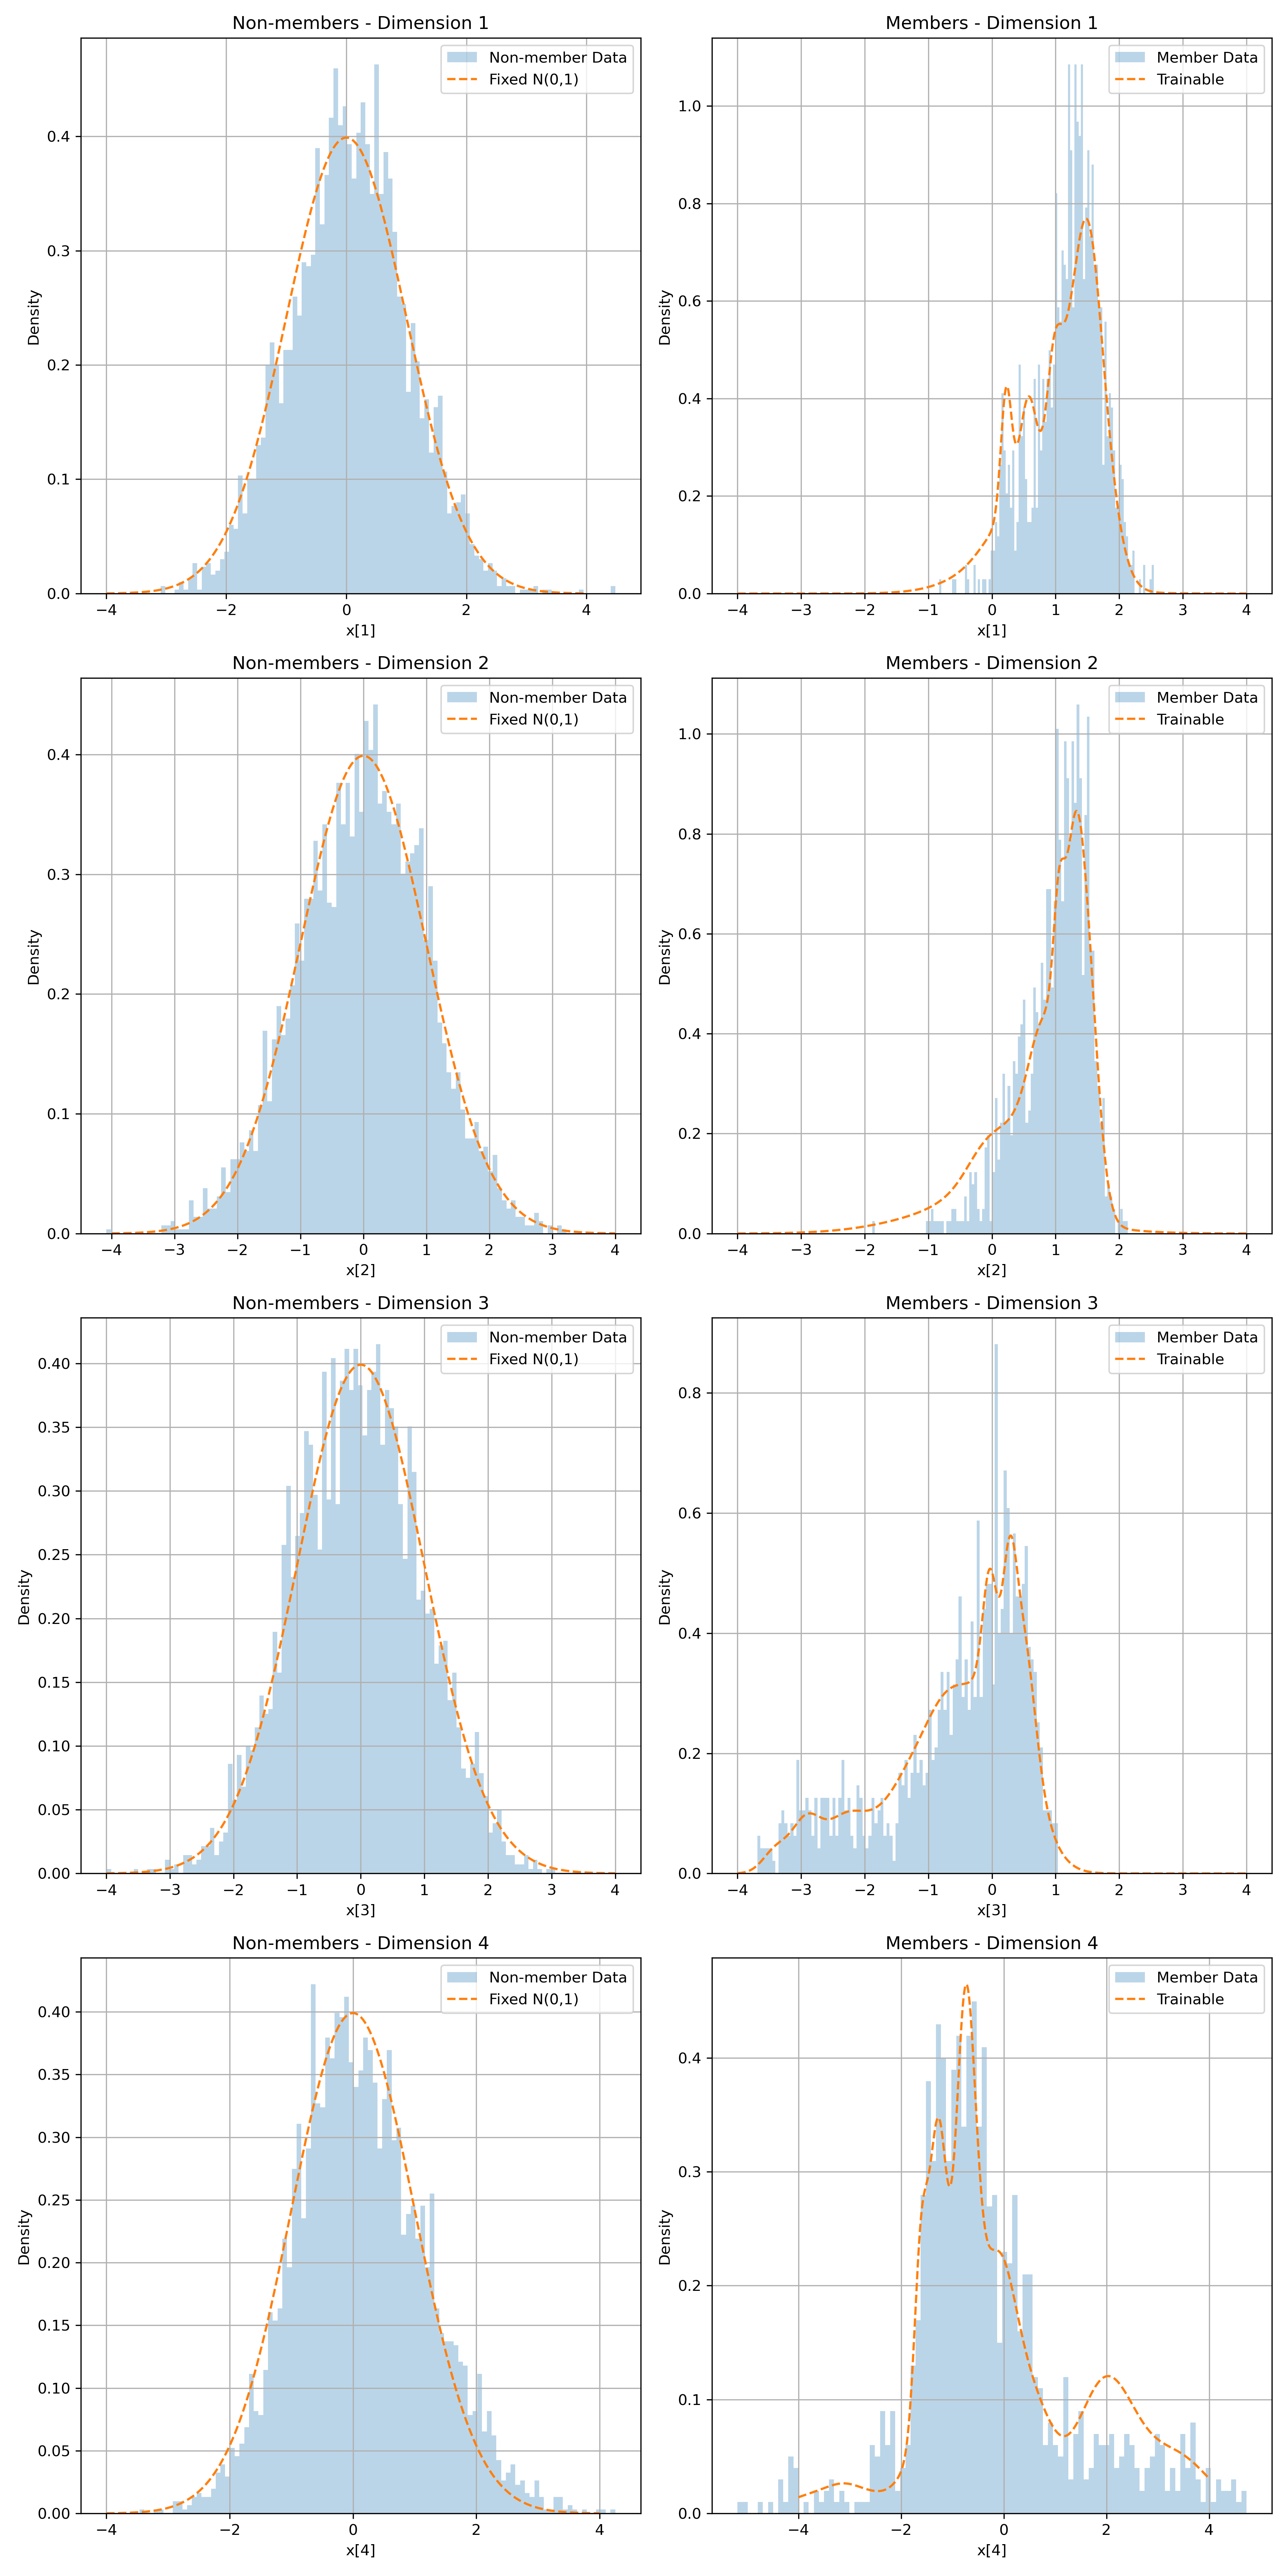 Non-members - Dimension 1
Non-member Data
Fixed N(0,1)
Density
0.4
0.3
0.2
0.1
0.0
−4 −2 0 2 4
x[1]
Members - Dimension 1
Member Data
Trainable
Density
1.0
0.8
0.6
0.4
0.2
0.0
−4 −3 −2 −1 0 1 2 3 4
x[1]
Non-members - Dimension 2
Non-member Data
Fixed N(0,1)
Density
0.4
0.3
0.2
0.1
0.0
−4 −3 −2 −1 0 1 2 3 4
x[2]
Members - Dimension 2
Member Data
Trainable
Density
1.0
0.8
0.6
0.4
0.2
0.0
−4 −3 −2 −1 0 1 2 3 4
x[2]
Non-members - Dimension 3
Non-member Data
Fixed N(0,1)
Density
0.40
0.35
0.30
0.25
0.20
0.15
0.10
0.05
0.00
−4 −3 −2 −1 0 1 2 3 4
x[3]
Members - Dimension 3
Member Data
Trainable
Density
0.8
0.6
0.4
0.2
0.0
−4 −3 −2 −1 0 1 2 3 4
x[3]
Non-members - Dimension 4
Non-member Data
Fixed N(0,1)
Density
0.40
0.35
0.30
0.25
0.20
0.15
0.10
0.05
0.00
−4 −2 0 2 4
x[4]
Members - Dimension 4
Member Data
Trainable
Density
0.4
0.3
0.2
0.1
0.0
−4 −2 0 2 4
x[4]